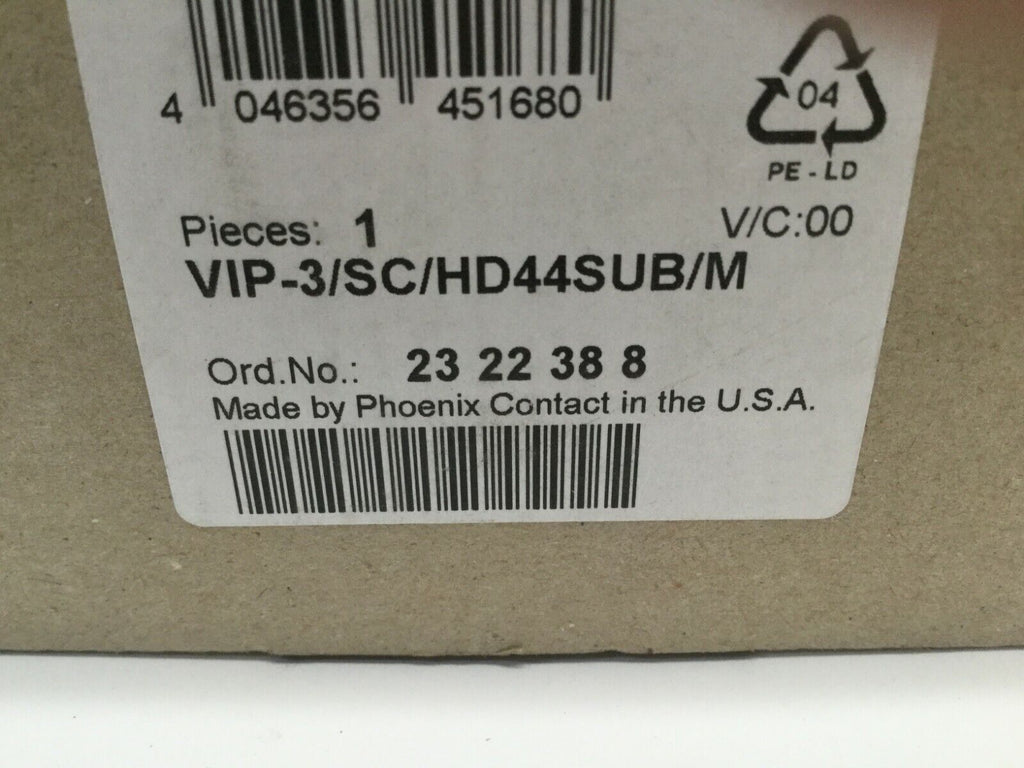 4 046356 451680
04
PE-LD
Pieces: 1
V/C:00
VIP-3/SC/HD44SUB/M
Ord.No.: 23 22 38 8
Made by Phoenix Contact in the U.S.A.